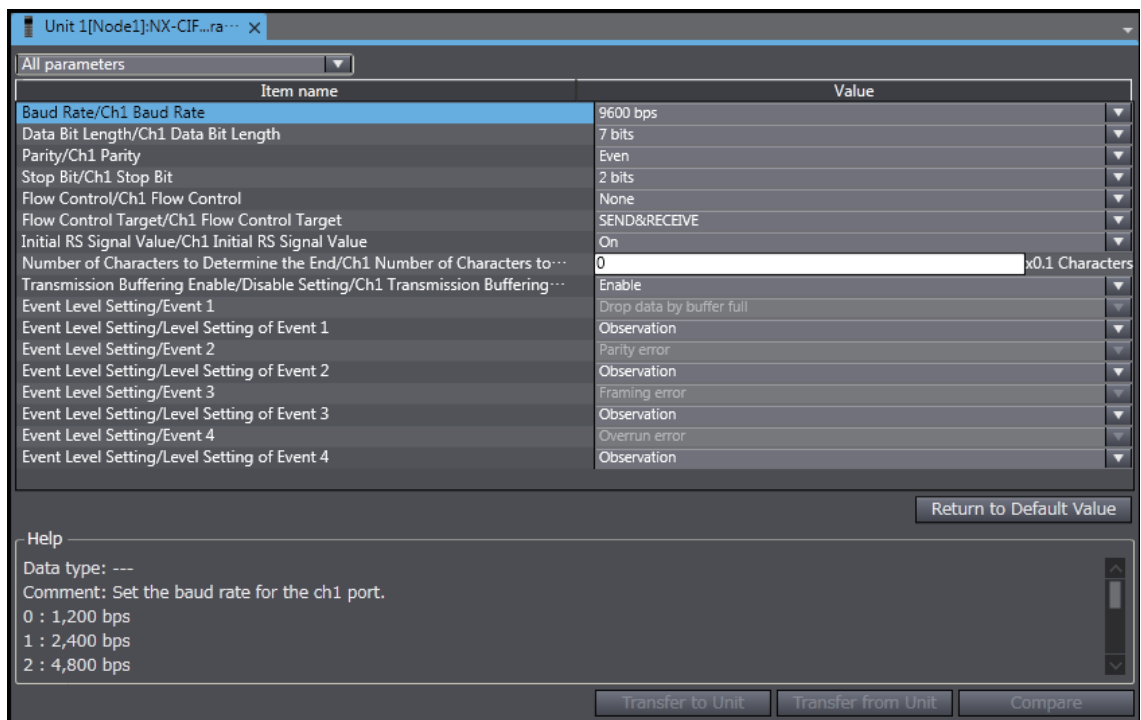 Unit 1[Node1]:NX-CIF...ra···
All parameters
Item name Value
Baud Rate/Ch1 Baud Rate 9600 bps
Data Bit Length/Ch1 Data Bit Length 7 bits
Parity/Ch1 Parity Even
Stop Bit/Ch1 Stop Bit 2 bits
Flow Control/Ch1 Flow Control None
Flow Control Target/Ch1 Flow Control Target SEND&RECEIVE
Initial RS Signal Value/Ch1 Initial RS Signal Value On
Number of Characters to Determine the End/Ch1 Number of Characters to··· 0 x0.1 Characters
Transmission Buffering Enable/Disable Setting/Ch1 Transmission Buffering··· Enable
Event Level Setting/Event 1 Drop data by buffer full
Event Level Setting/Level Setting of Event 1 Observation
Event Level Setting/Event 2 Parity error
Event Level Setting/Level Setting of Event 2 Observation
Event Level Setting/Event 3 Framing error
Event Level Setting/Level Setting of Event 3 Observation
Event Level Setting/Event 4 Overrun error
Event Level Setting/Level Setting of Event 4 Observation
Return to Default Value
Help
Data type: ---
Comment: Set the baud rate for the ch1 port.
0 : 1,200 bps
1 : 2,400 bps
2 : 4,800 bps
Transfer to Unit Transfer from Unit Compare